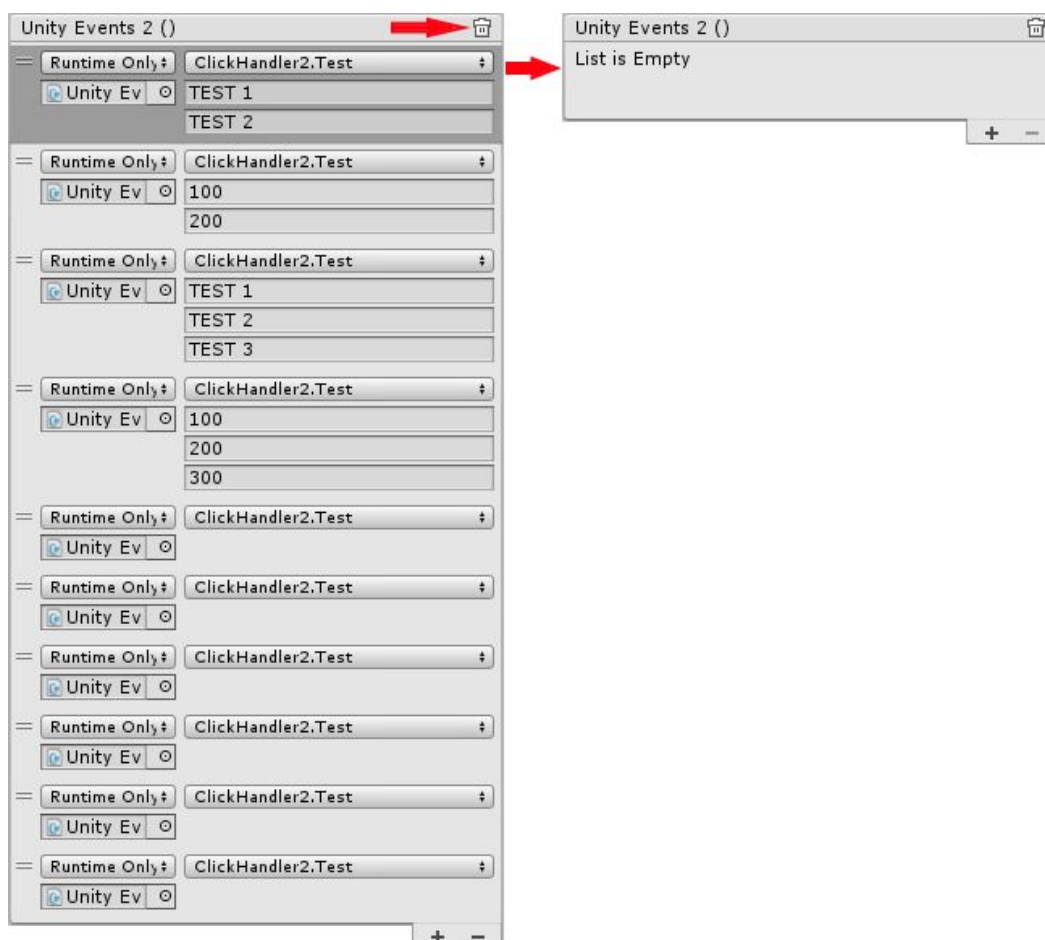 Unity Events 2 ()
Runtime Only ClickHandler2.Test
Unity Ev TEST 1
TEST 2
Runtime Only ClickHandler2.Test
Unity Ev 100
200
Runtime Only ClickHandler2.Test
Unity Ev TEST 1
TEST 2
TEST 3
Runtime Only ClickHandler2.Test
Unity Ev 100
200
300
Runtime Only ClickHandler2.Test
Unity Ev
Runtime Only ClickHandler2.Test
Unity Ev
Runtime Only ClickHandler2.Test
Unity Ev
Runtime Only ClickHandler2.Test
Unity Ev
Runtime Only ClickHandler2.Test
Unity Ev
Runtime Only ClickHandler2.Test
Unity Ev
+ −
Unity Events 2 ()
List is Empty
+ −